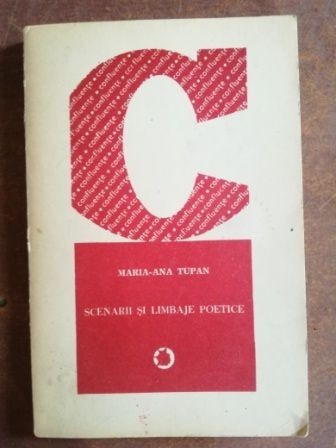 confluențe
MARIA-ANA TUPAN
SCENARII ȘI LIMBAJE POETICE